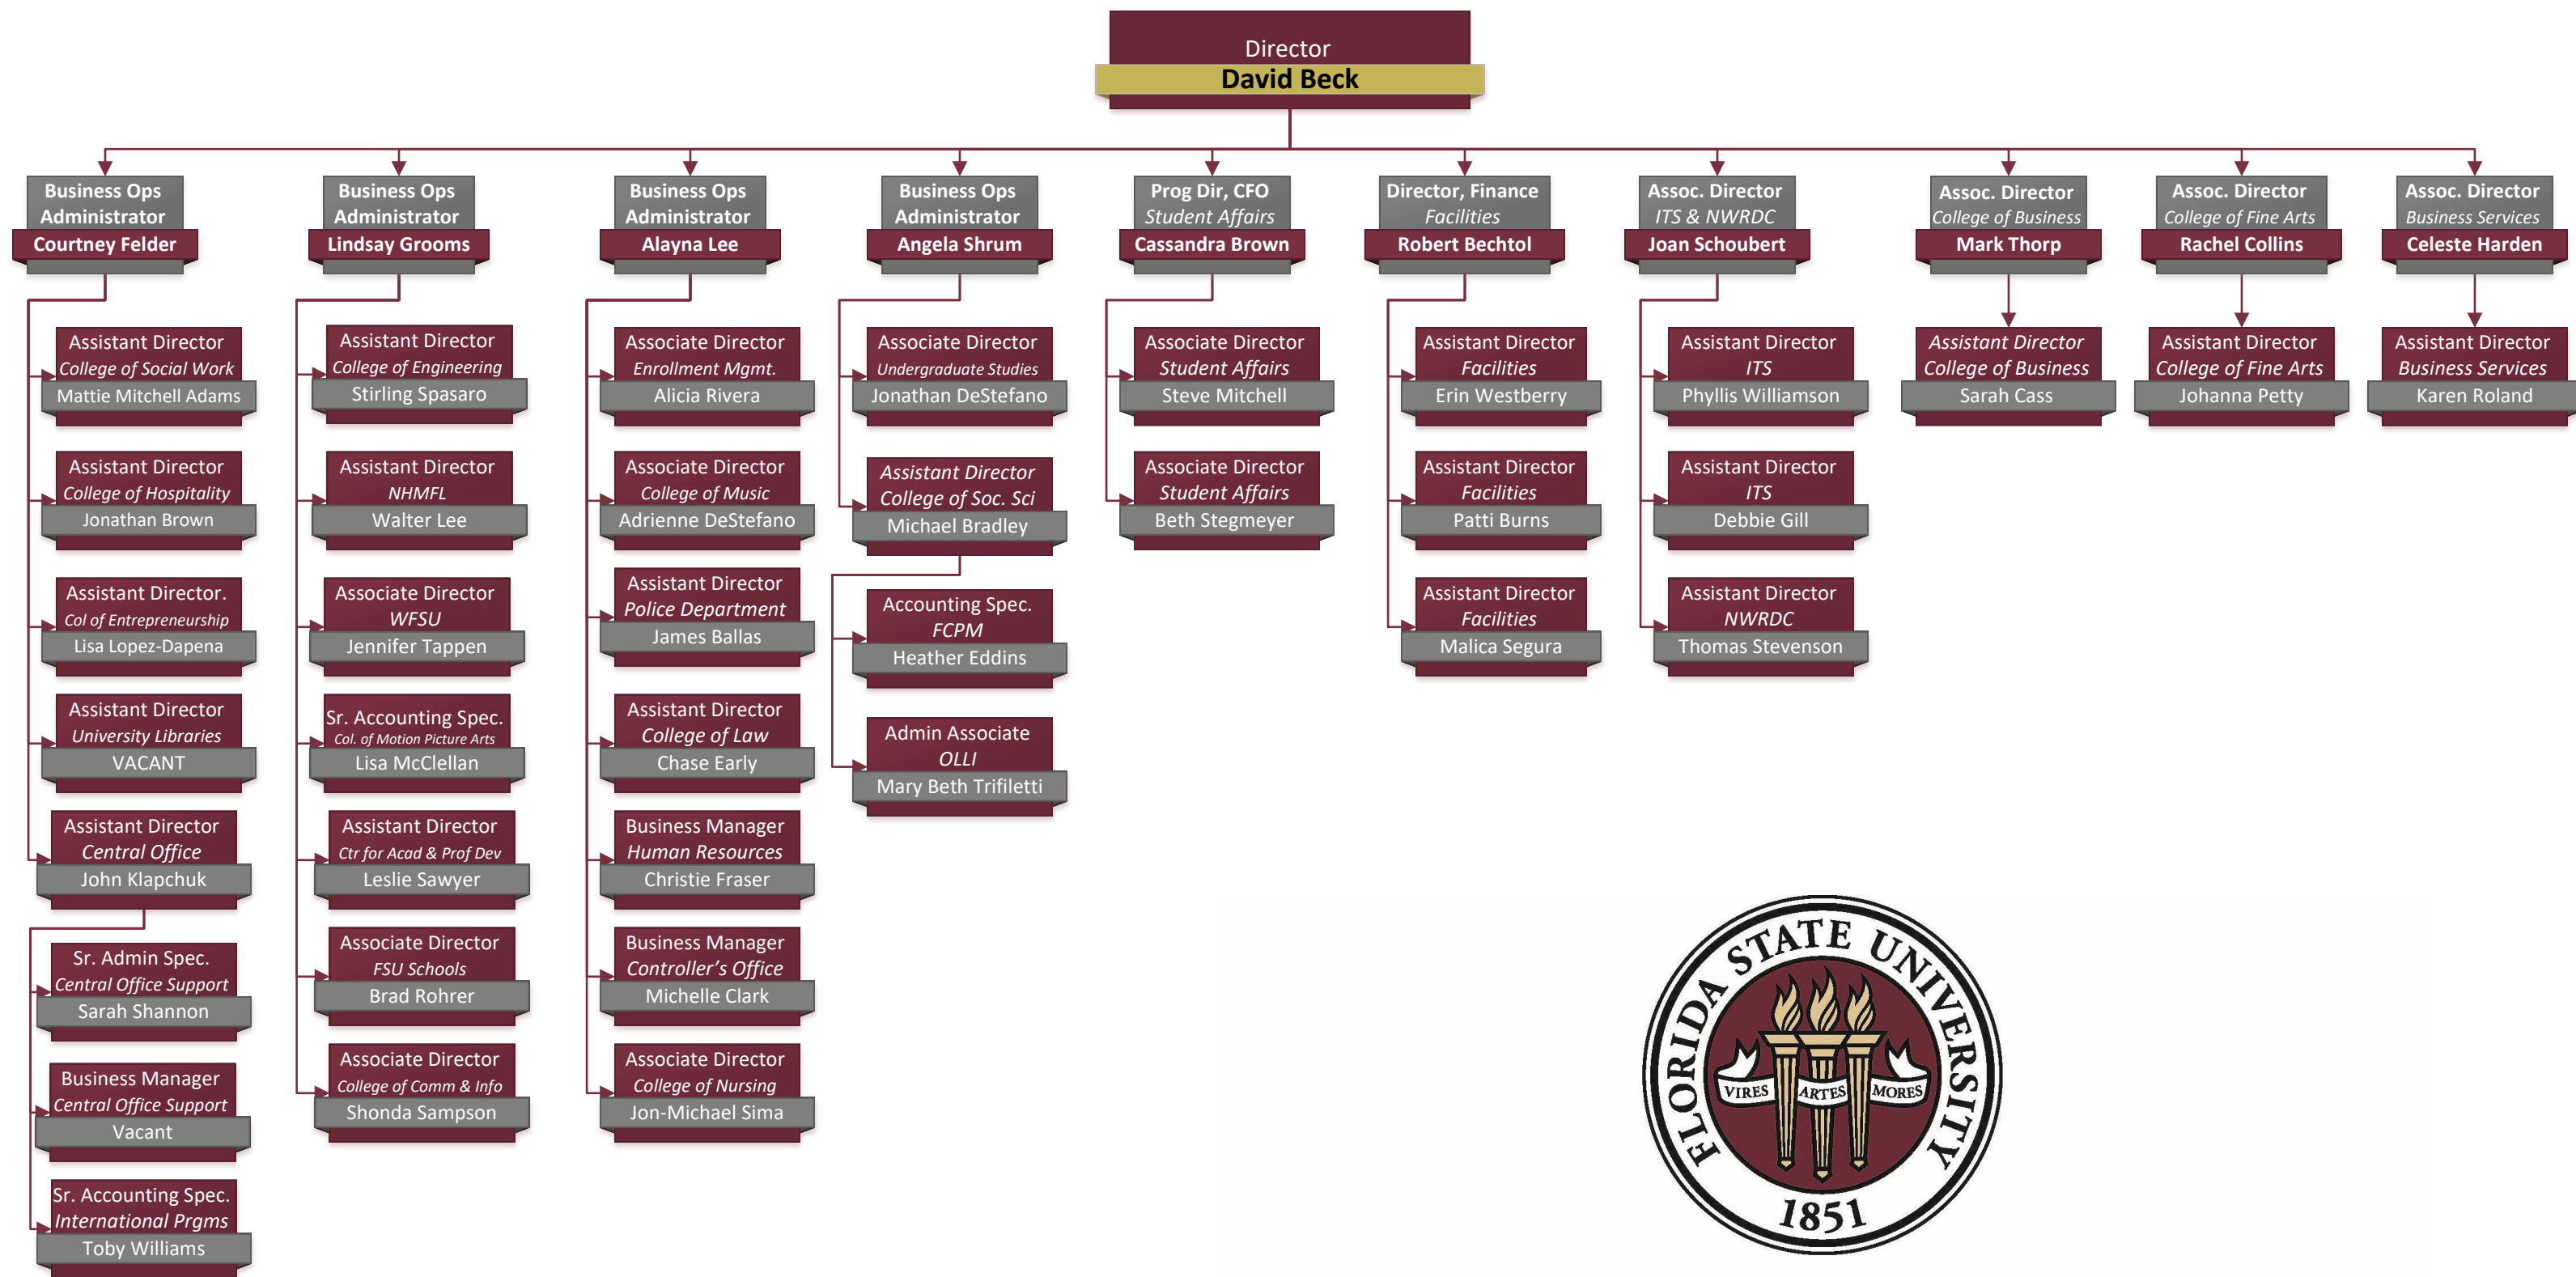 Director
David Beck
Business Ops
Administrator
Courtney Felder
Business Ops
Administrator
Lindsay Grooms
Business Ops
Administrator
Alayna Lee
Business Ops
Administrator
Angela Shrum
Prog Dir, CFO
Student Affairs
Cassandra Brown
Director, Finance
Facilities
Robert Bechtol
Assoc. Director
ITS & NWRDC
Joan Schoubert
Assoc. Director
College of Business
Mark Thorp
Assoc. Director
College of Fine Arts
Rachel Collins
Assoc. Director
Business Services
Celeste Harden
Assistant Director
College of Social Work
Mattie Mitchell Adams
Assistant Director
College of Hospitality
Jonathan Brown
Assistant Director.
Col of Entrepreneurship
Lisa Lopez-Dapena
Assistant Director
University Libraries
VACANT
Assistant Director
Central Office
John Klapchuk
Sr. Admin Spec.
Central Office Support
Sarah Shannon
Business Manager
Central Office Support
Vacant
Sr. Accounting Spec.
International Prgms
Toby Williams
Assistant Director
College of Engineering
Stirling Spasaro
Assistant Director
NHMFL
Walter Lee
Associate Director
WFSU
Jennifer Tappen
Sr. Accounting Spec.
Col. of Motion Picture Arts
Lisa McClellan
Assistant Director
Ctr for Acad & Prof Dev
Leslie Sawyer
Associate Director
FSU Schools
Brad Rohrer
Associate Director
College of Comm & Info
Shonda Sampson
Associate Director
Enrollment Mgmt.
Alicia Rivera
Associate Director
College of Music
Adrienne DeStefano
Assistant Director
Police Department
James Ballas
Assistant Director
College of Law
Chase Early
Business Manager
Human Resources
Christie Fraser
Business Manager
Controller’s Office
Michelle Clark
Associate Director
College of Nursing
Jon-Michael Sima
Associate Director
Undergraduate Studies
Jonathan DeStefano
Assistant Director
College of Soc. Sci
Michael Bradley
Accounting Spec.
FCPM
Heather Eddins
Admin Associate
OLLI
Mary Beth Trifiletti
Associate Director
Student Affairs
Steve Mitchell
Associate Director
Student Affairs
Beth Stegmeyer
Assistant Director
Facilities
Erin Westberry
Assistant Director
Facilities
Patti Burns
Assistant Director
Facilities
Malica Segura
Assistant Director
ITS
Phyllis Williamson
Assistant Director
ITS
Debbie Gill
Assistant Director
NWRDC
Thomas Stevenson
Assistant Director
College of Business
Sarah Cass
Assistant Director
College of Fine Arts
Johanna Petty
Assistant Director
Business Services
Karen Roland
FLORIDA STATE UNIVERSITY
VIRES ARTES MORES
1851